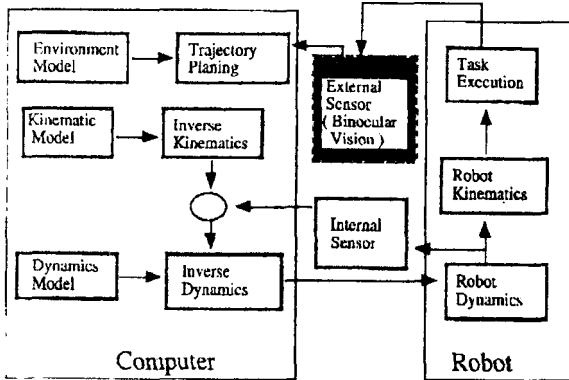 Environment
Model
Trajectory
Planing
External
Sensor
( Binocular
Vision )
Task
Execution
Kinematic
Model
Inverse
Kinematics
Robot
Kinematics
Internal
Sensor
Dynamics
Model
Inverse
Dynamics
Robot
Dynamics
Computer
Robot